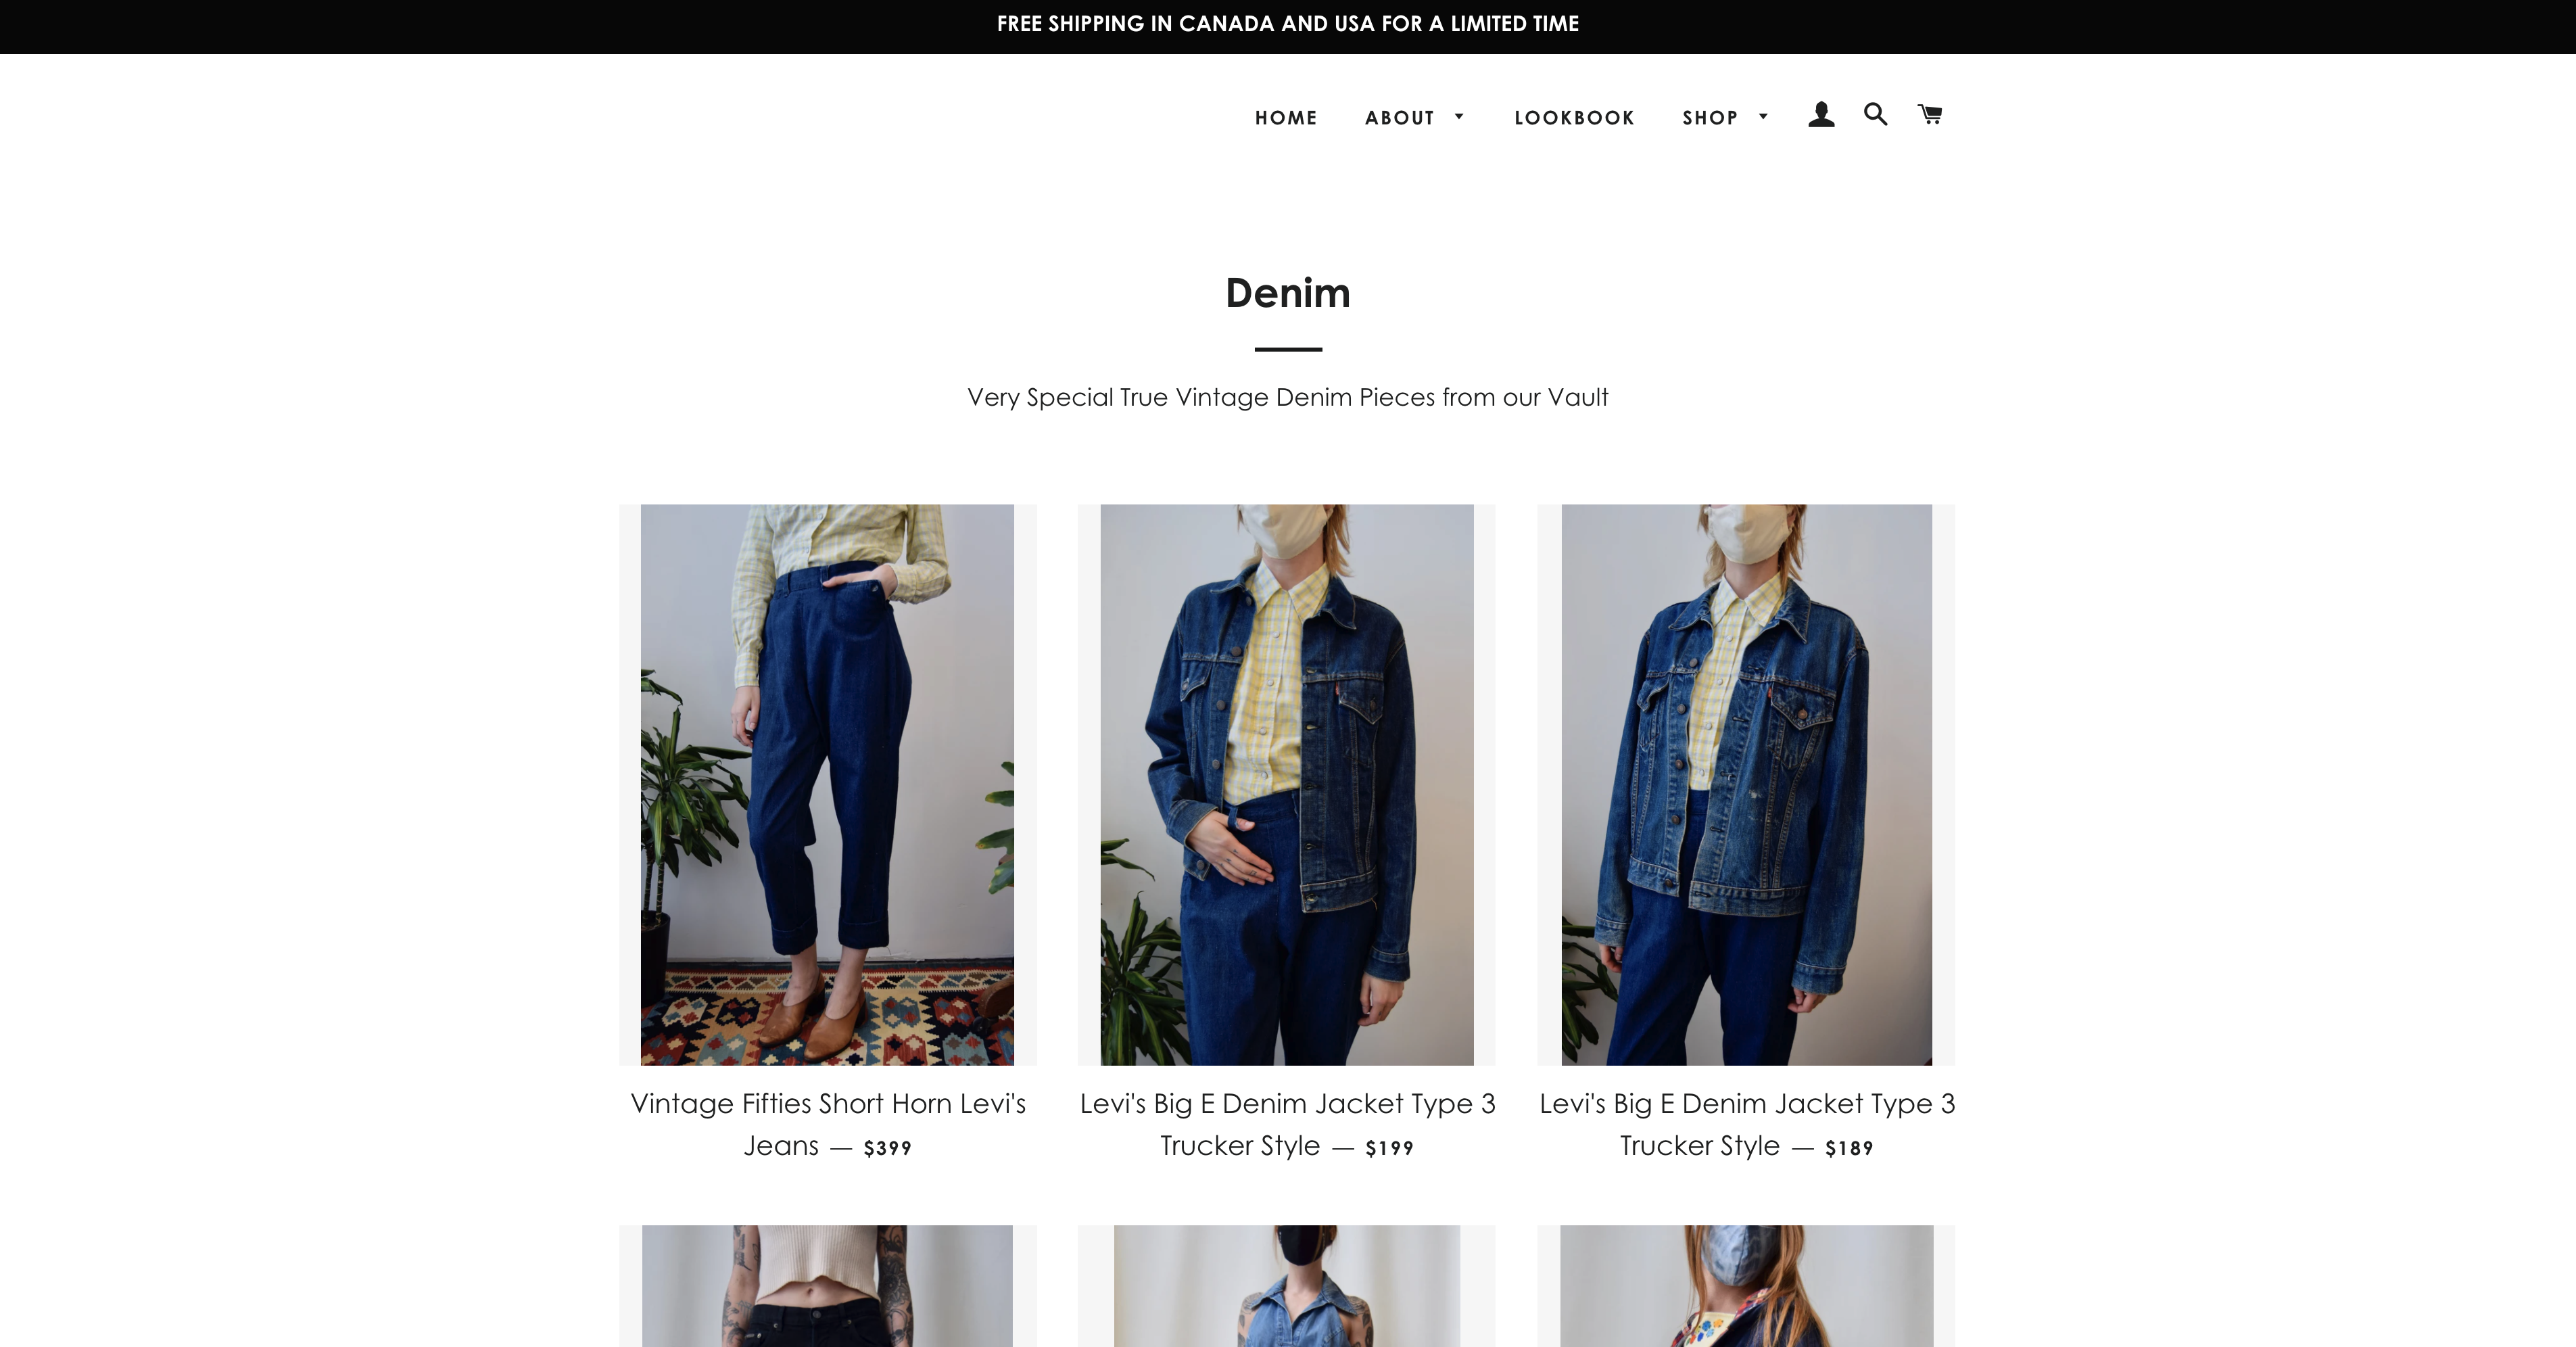 FREE SHIPPING IN CANADA AND USA FOR A LIMITED TIME
HOME ABOUT LOOKBOOK SHOP
Denim
Very Special True Vintage Denim Pieces from our Vault
Vintage Fifties Short Horn Levi's
Jeans — $399
Levi's Big E Denim Jacket Type 3
Trucker Style — $199
Levi's Big E Denim Jacket Type 3
Trucker Style — $189